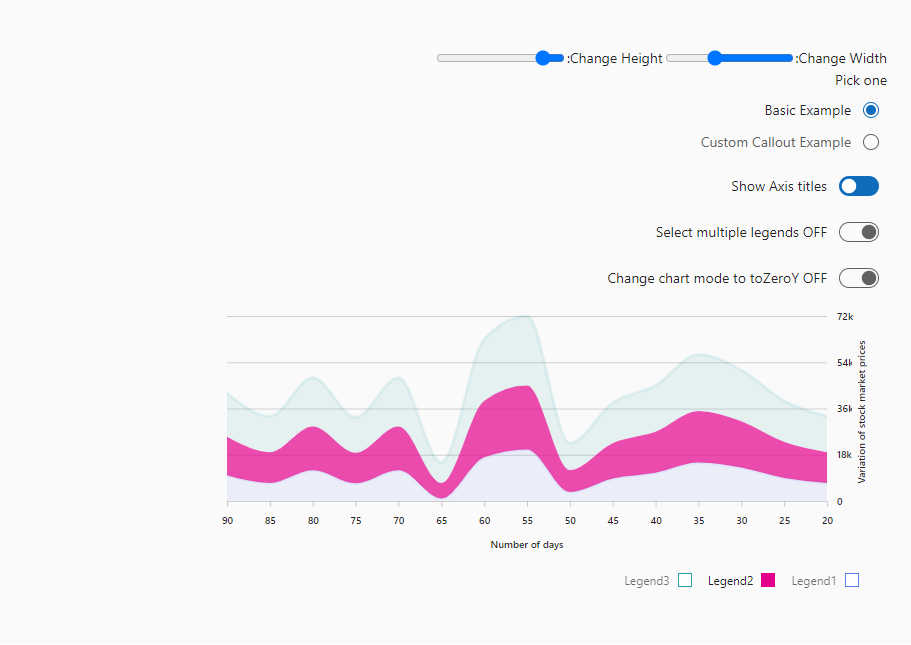 :Change Height :Change Width
Pick one
Basic Example
Custom Callout Example
Show Axis titles
Select multiple legends OFF
Change chart mode to toZeroY OFF
72k
54k
36k
18k
0
Variation of stock market prices
90 85 80 75 70 65 60 55 50 45 40 35 30 25 20
Number of days
Legend3 Legend2 Legend1